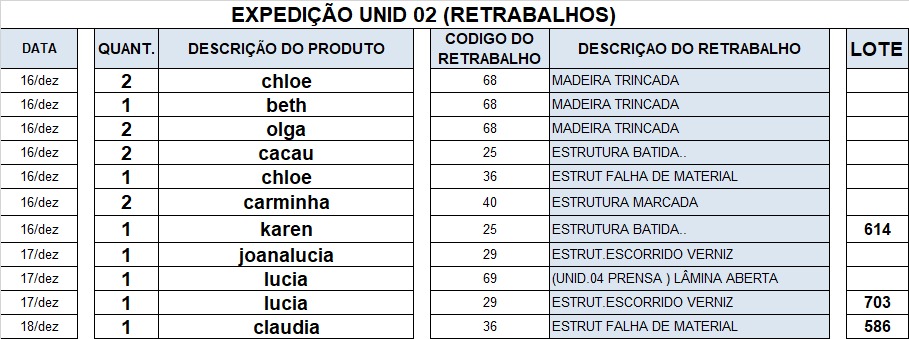 EXPEDIÇÃO UNID 02 (RETRABALHOS)
DATA QUANT. DESCRIÇÃO DO PRODUTO CODIGO DO RETRABALHO DESCRIÇAO DO RETRABALHO LOTE
16/dez 2 chloe 68 MADEIRA TRINCADA
16/dez 1 beth 68 MADEIRA TRINCADA
16/dez 2 olga 68 MADEIRA TRINCADA
16/dez 2 cacau 25 ESTRUTURA BATIDA..
16/dez 1 chloe 36 ESTRUT FALHA DE MATERIAL
16/dez 2 carminha 40 ESTRUTURA MARCADA
16/dez 1 karen 25 ESTRUTURA BATIDA.. 614
17/dez 1 joanalucia 29 ESTRUT.ESCORRIDO VERNIZ
17/dez 1 lucia 69 (UNID.04 PRENSA ) LÂMINA ABERTA
17/dez 1 lucia 29 ESTRUT.ESCORRIDO VERNIZ 703
18/dez 1 claudia 36 ESTRUT FALHA DE MATERIAL 586